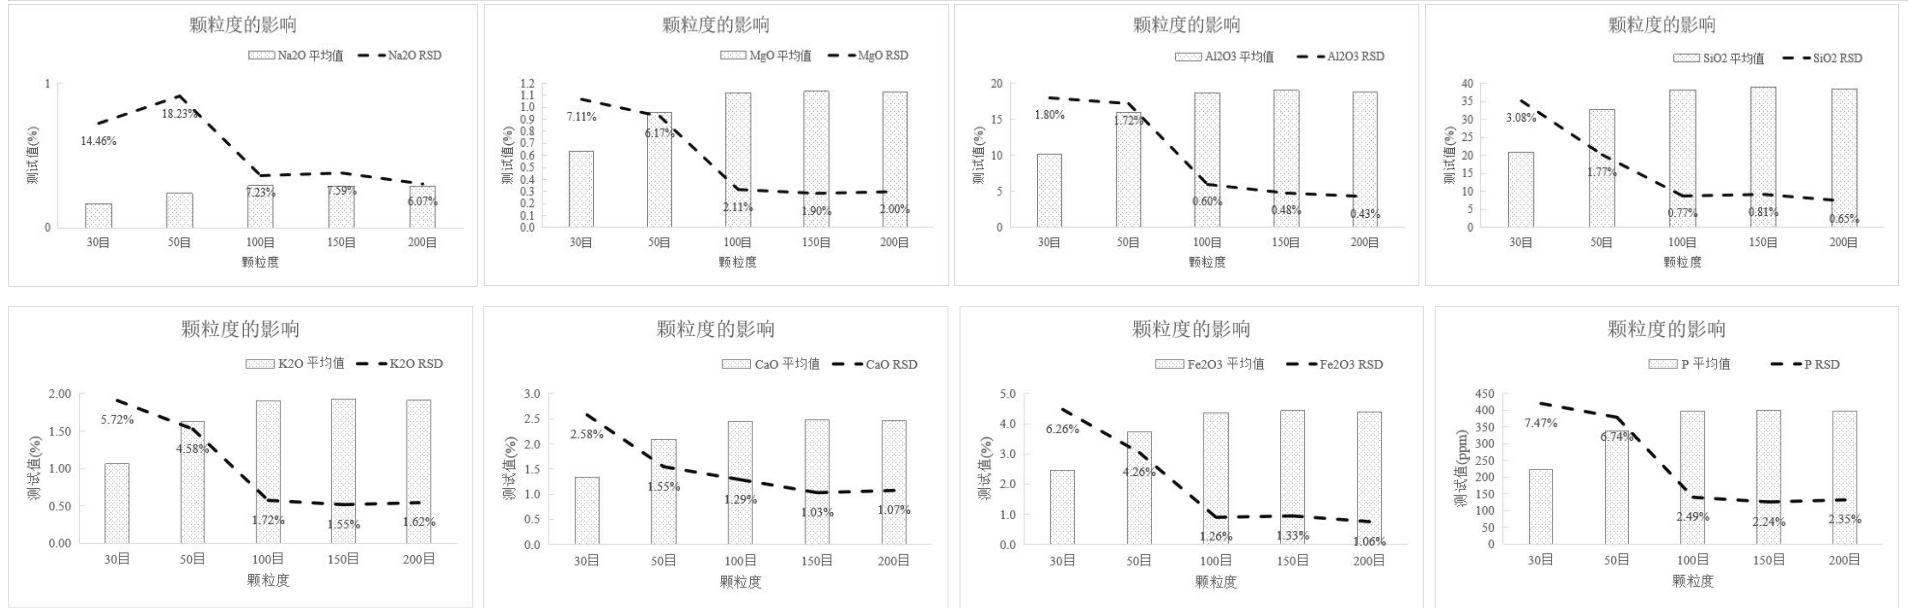 颗粒度的影响
Na2O 平均值 Na2O RSD
测试值(%)
1
0
14.46%
18.23%
7.23%
7.59%
6.07%
30目 50目 100目 150目 200目
颗粒度
颗粒度的影响
MgO 平均值 MgO RSD
测试值(%)
1.2
1.1
1.0
0.9
0.8
0.7
0.6
0.5
0.4
0.3
0.2
0.1
0.0
7.11%
6.17%
2.11%
1.90%
2.00%
30目 50目 100目 150目 200目
颗粒度
颗粒度的影响
Al2O3 平均值 Al2O3 RSD
测试值(%)
20
15
10
5
0
1.80%
1.72%
0.60%
0.48%
0.43%
30目 50目 100目 150目 200目
颗粒度
颗粒度的影响
SiO2 平均值 SiO2 RSD
测试值(%)
40
35
30
25
20
15
10
5
0
3.08%
1.77%
0.77%
0.81%
0.65%
30目 50目 100目 150目 200目
颗粒度
颗粒度的影响
K2O 平均值 K2O RSD
测试值(%)
2.00
1.50
1.00
0.50
0.00
5.72%
4.58%
1.72%
1.55%
1.62%
30目 50目 100目 150目 200目
颗粒度
颗粒度的影响
CaO 平均值 CaO RSD
测试值(%)
3.0
2.5
2.0
1.5
1.0
0.5
0.0
2.58%
1.55%
1.29%
1.03%
1.07%
30目 50目 100目 150目 200目
颗粒度
颗粒度的影响
Fe2O3 平均值 Fe2O3 RSD
测试值(%)
5.0
4.0
3.0
2.0
1.0
0.0
6.26%
4.26%
1.26%
1.33%
1.06%
30目 50目 100目 150目 200目
颗粒度
颗粒度的影响
P 平均值 P RSD
测试值(ppm)
450
400
350
300
250
200
150
100
50
0
7.47%
6.74%
2.49%
2.24%
2.35%
30目 50目 100目 150目 200目
颗粒度